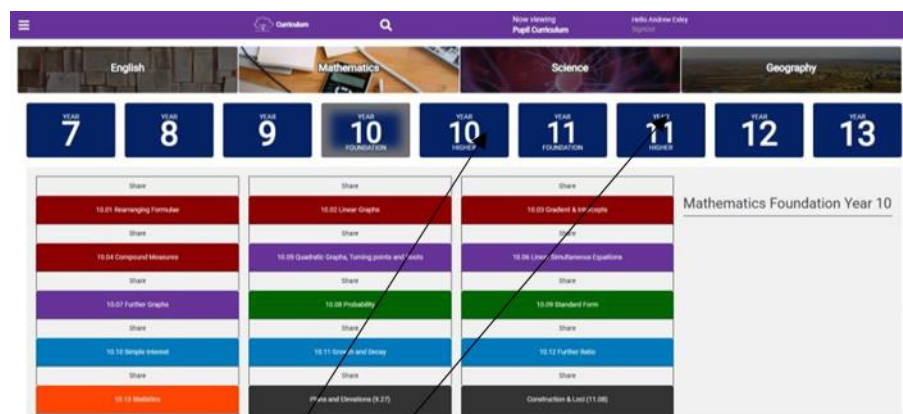 Curriculum
Now viewing
Pupil Curriculum
Hello Andrew Exley
Signout
English
Mathematics
Science
Geography
YEAR
7
YEAR
8
YEAR
9
YEAR
10
FOUNDATION
YEAR
10
HIGHER
YEAR
11
FOUNDATION
YEAR
11
HIGHER
YEAR
12
YEAR
13
Share
Share
Share
10.01 Rearranging Formulae
10.02 Linear Graphs
10.03 Gradient & Intercepts
Mathematics Foundation Year 10
Share
Share
Share
10.04 Compound Measures
10.05 Quadratic Graphs, Turning points and Roots
10.06 Linear Simultaneous Equations
Share
Share
Share
10.07 Further Graphs
10.08 Probability
10.09 Standard Form
Share
Share
Share
10.10 Simple Interest
10.11 Growth and Decay
10.12 Further Ratio
Share
Share
Share
10.13 Statistics
Plans and Elevations (9.27)
Construction & Loci (11.08)